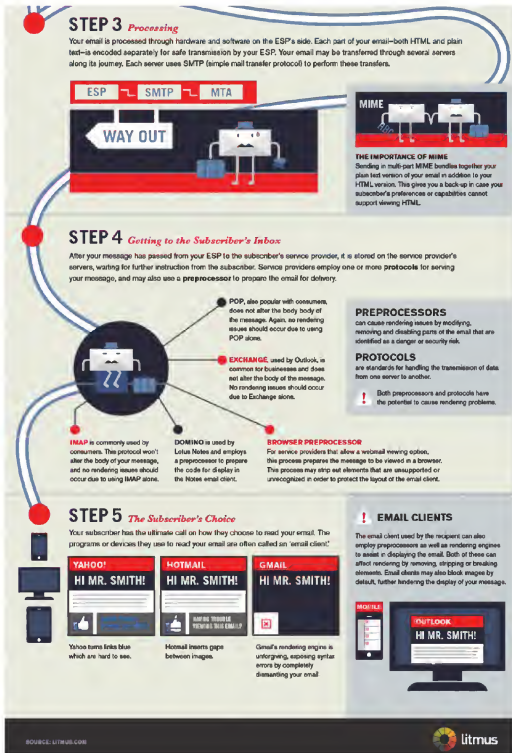 STEP 3 Processing
Your email is processed through hardware and software on the ESP's side. Each part of your email–both HTML and plain
text–is encoded separately for safe transmission by your ESP. Your email may be transferred through several servers
along its journey. Each server uses SMTP (simple mail transfer protocol) to perform these transfers.
ESP
SMTP
MTA
WAY OUT
MIME
THE IMPORTANCE OF MIME
Sending in multi-part MIME bundles together your
plain text version of your email in addition to your
HTML version. This gives you a back-up in case your
subscriber's preferences or capabilities cannot
support viewing HTML.
STEP 4 Getting to the Subscriber's Inbox
After your message has passed from your ESP to the subscriber's service provider, it is stored on the service provider's
servers, waiting for further instruction from the subscriber. Service providers employ one or more protocols for serving
your message, and may also use a preprocessor to prepare the email for delivery.
POP, also popular with consumers,
does not alter the body body of
the message. Again, no rendering
issues should occur due to using
POP alone.
EXCHANGE, used by Outlook, is
common for businesses and does
not alter the body of the message.
No rendering issues should occur
due to Exchange alone.
IMAP is commonly used by
consumers. This protocol won't
alter the body of your message,
and no rendering issues should
occur due to using IMAP alone.
DOMINO is used by
Lotus Notes and employs
a preprocessor to prepare
the code for display in
the Notes email client.
BROWSER PREPROCESSOR
For service providers that allow a webmail viewing option,
this process prepares the message to be viewed in a browser.
This process may strip out elements that are unsupported or
unrecognized in order to protect the layout of the email client.
PREPROCESSORS
can cause rendering issues by modifying,
removing and disabling parts of the email that are
identified as a danger or security risk.
PROTOCOLS
are standards for handling the transmission of data
from one server to another.
! Both preprocessors and protocols have
the potential to cause rendering problems.
STEP 5 The Subscriber's Choice
Your subscriber has the ultimate call on how they choose to read your email. The
programs or devices they use to read your email are often called an 'email client.'
YAHOO!
HI MR. SMITH!
Yahoo turns links blue
which are hard to see.
HOTMAIL
HI MR. SMITH!
HAVING TROUBLE
VIEWING THIS EMAIL?
Hotmail inserts gaps
between images.
GMAIL
HI MR. SMITH!
Gmail's rendering engine is
unforgiving, exposing syntax
errors by completely
dismantling your email
! EMAIL CLIENTS
The email client used by the recipient can also
employ preprocessors as well as rendering engines
to assist in displaying the email. Both of these can
affect rendering by removing, stripping or breaking
elements. Email clients may also block images by
default, further hindering the display of your message.
MOBILE
OUTLOOK
HI MR. SMITH!
SOURCE: LITMUS.COM
litmus